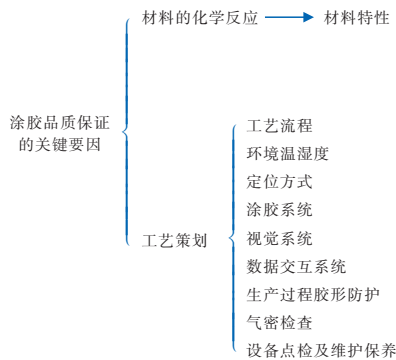 材料的化学反应
材料特性
涂胶品质保证
的关键要因
工艺策划
工艺流程
环境温湿度
定位方式
涂胶系统
视觉系统
数据交互系统
生产过程胶形防护
气密检查
设备点检及维护保养